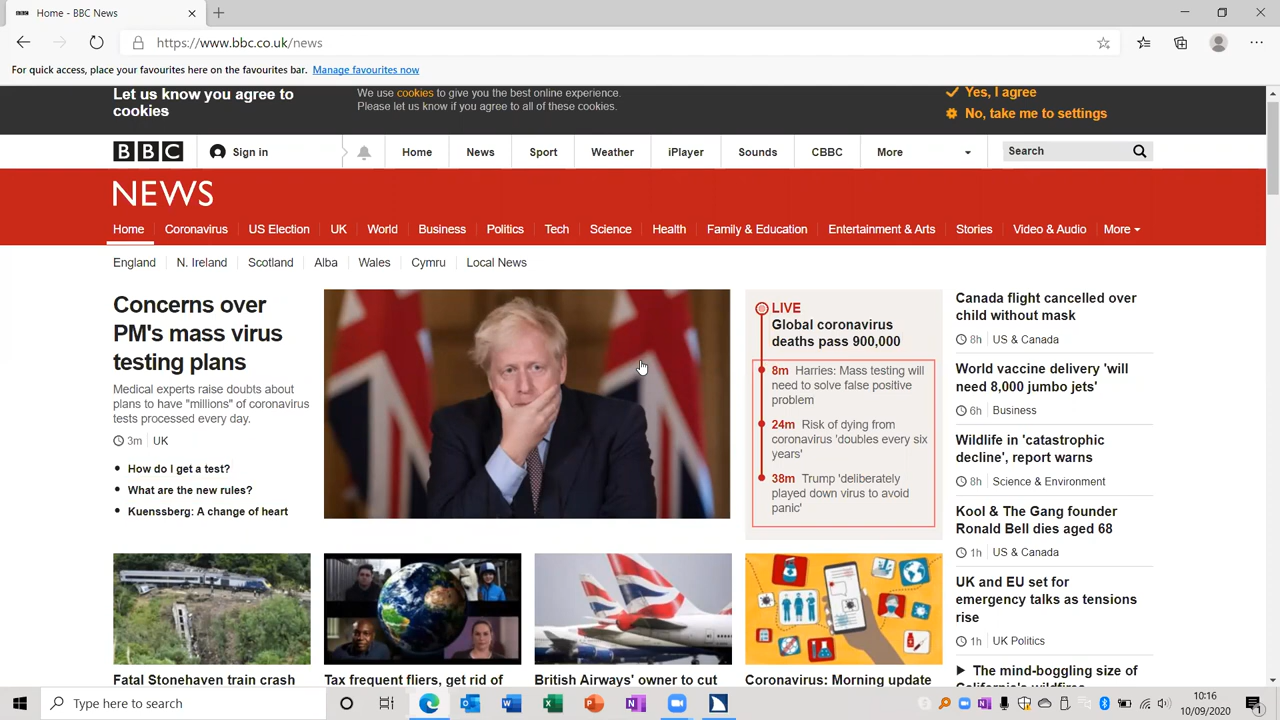 Home - BBC News
https://www.bbc.co.uk/news
For quick access, place your favourites here on the favourites bar. Manage favourites now
Let us know you agree to
cookies
We use cookies to give you the best online experience.
Please let us know if you agree to all of these cookies.
Yes, I agree
No, take me to settings
BBC Sign in Home News Sport Weather iPlayer Sounds CBBC More Search
NEWS
Home Coronavirus US Election UK World Business Politics Tech Science Health Family & Education Entertainment & Arts Stories Video & Audio More
England N. Ireland Scotland Alba Wales Cymru Local News
Concerns over
PM's mass virus
testing plans
Medical experts raise doubts about
plans to have "millions" of coronavirus
tests processed every day.
3m UK
How do I get a test?
What are the new rules?
Kuenssberg: A change of heart
LIVE
Global coronavirus
deaths pass 900,000
8m Harries: Mass testing will
need to solve false positive
problem
24m Risk of dying from
coronavirus 'doubles every six
years'
38m Trump 'deliberately
played down virus to avoid
panic'
Canada flight cancelled over
child without mask
8h US & Canada
World vaccine delivery 'will
need 8,000 jumbo jets'
6h Business
Wildlife in 'catastrophic
decline', report warns
8h Science & Environment
Kool & The Gang founder
Ronald Bell dies aged 68
1h US & Canada
UK and EU set for
emergency talks as tensions
rise
1h UK Politics
The mind-boggling size of
California's wildfires
Fatal Stonehaven train crash
Tax frequent fliers, get rid of
British Airways' owner to cut
Coronavirus: Morning update
Type here to search
10:16
10/09/2020